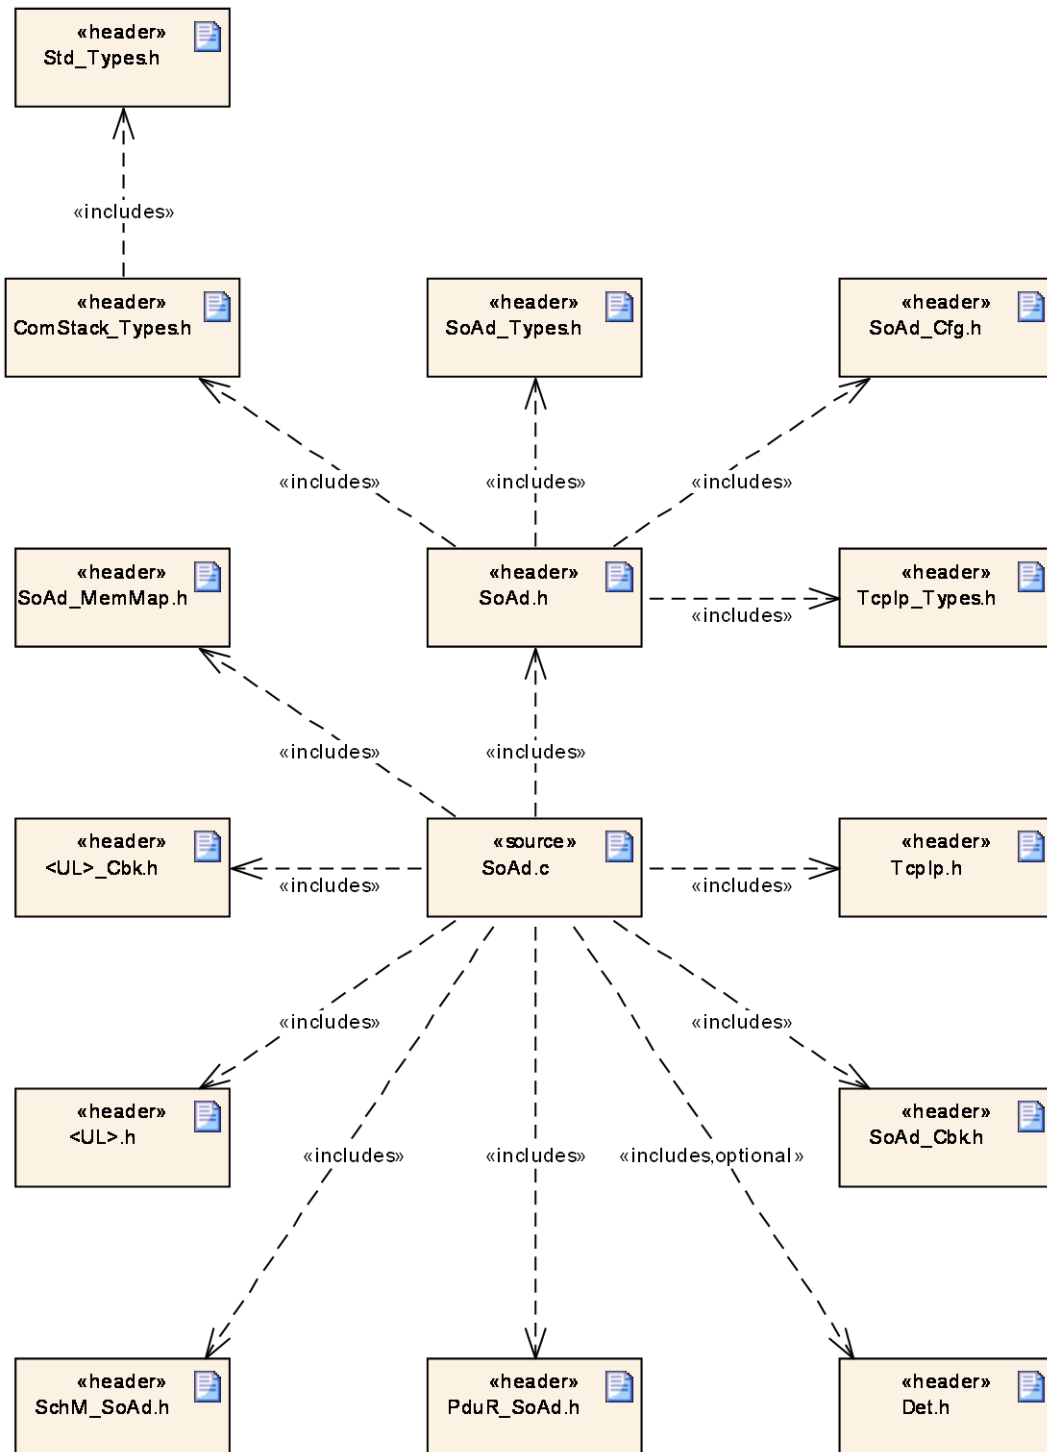 «header»
Std_Types.h
«includes»
«header»
ComStack_Types.h
«header»
SoAd_Types.h
«header»
SoAd_Cfg.h
«includes»
«includes»
«includes»
«header»
SoAd_MemMap.h
«header»
SoAd.h
«header»
TcpIp_Types.h
«includes»
«includes»
«includes»
«header»
<UL>_Cbk.h
«source»
SoAd.c
«header»
TcpIp.h
«includes»
«includes»
«includes»
«includes»
«header»
<UL>.h
«header»
SoAd_Cbk.h
«includes»
«includes»
«includes,optional»
«header»
SchM_SoAd.h
«header»
PduR_SoAd.h
«header»
Det.h